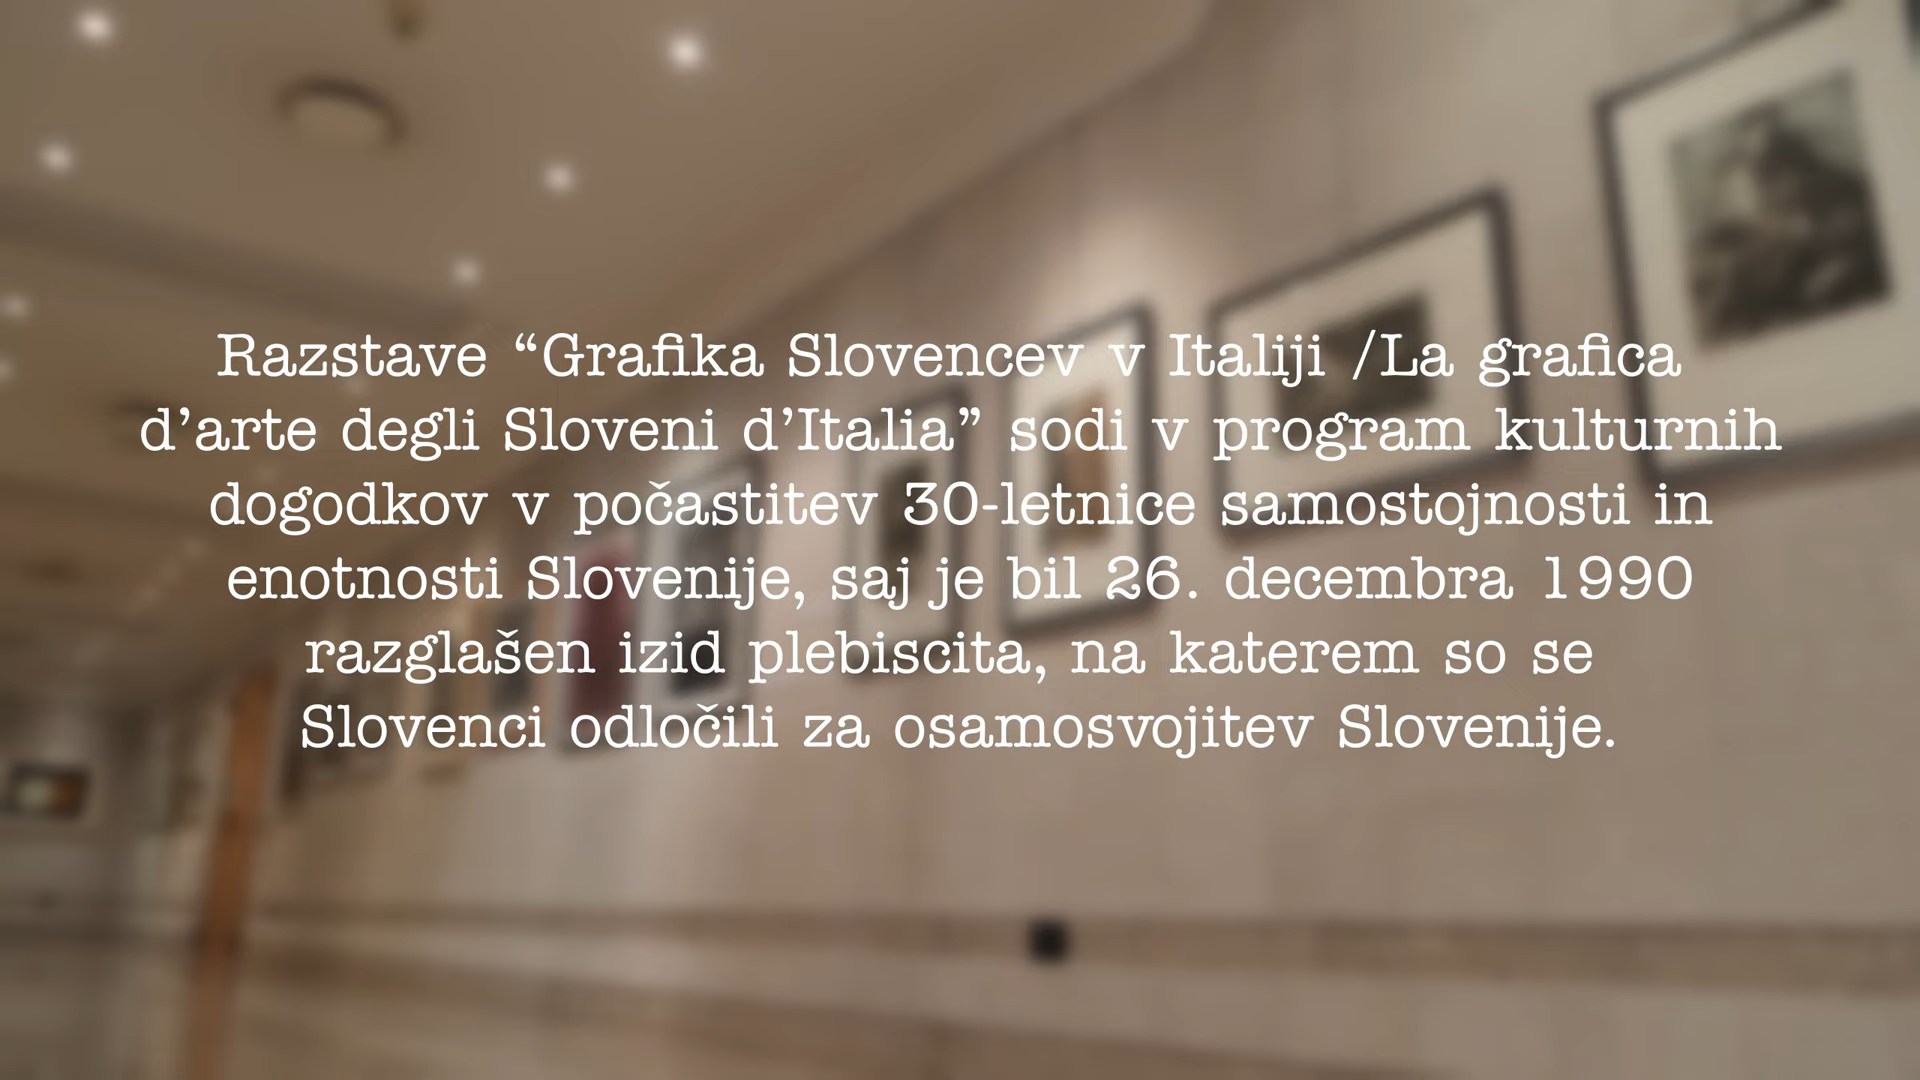 Razstave “Grafika Slovencev v Italiji /La grafica
d’arte degli Sloveni d’Italia” sodi v program kulturnih
dogodkov v počastitev 30-letnice samostojnosti in
enotnosti Slovenije, saj je bil 26. decembra 1990
razglašen izid plebiscita, na katerem so se
Slovenci odločili za osamosvojitev Slovenije.